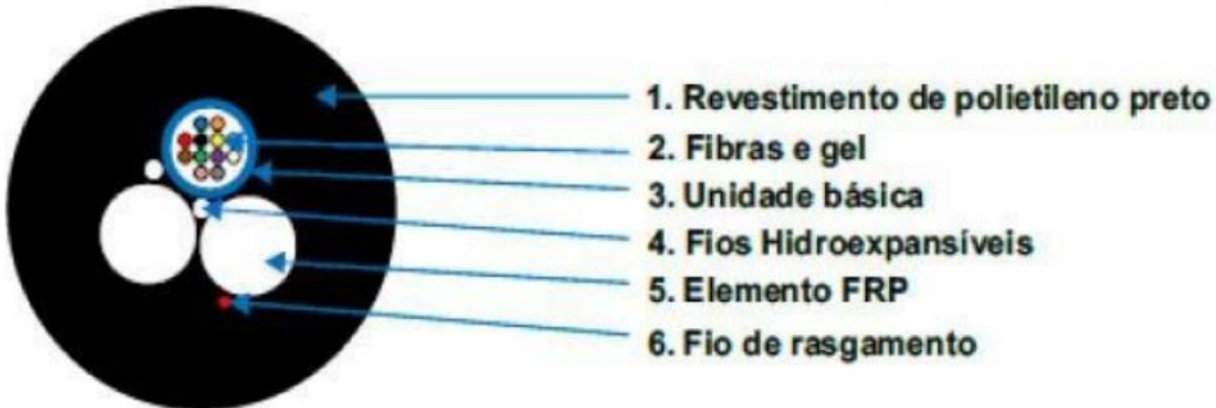 1. Revestimento de polietileno preto
2. Fibras e gel
3. Unidade básica
4. Fios Hidroexpansíveis
5. Elemento FRP
6. Fio de rasgamento